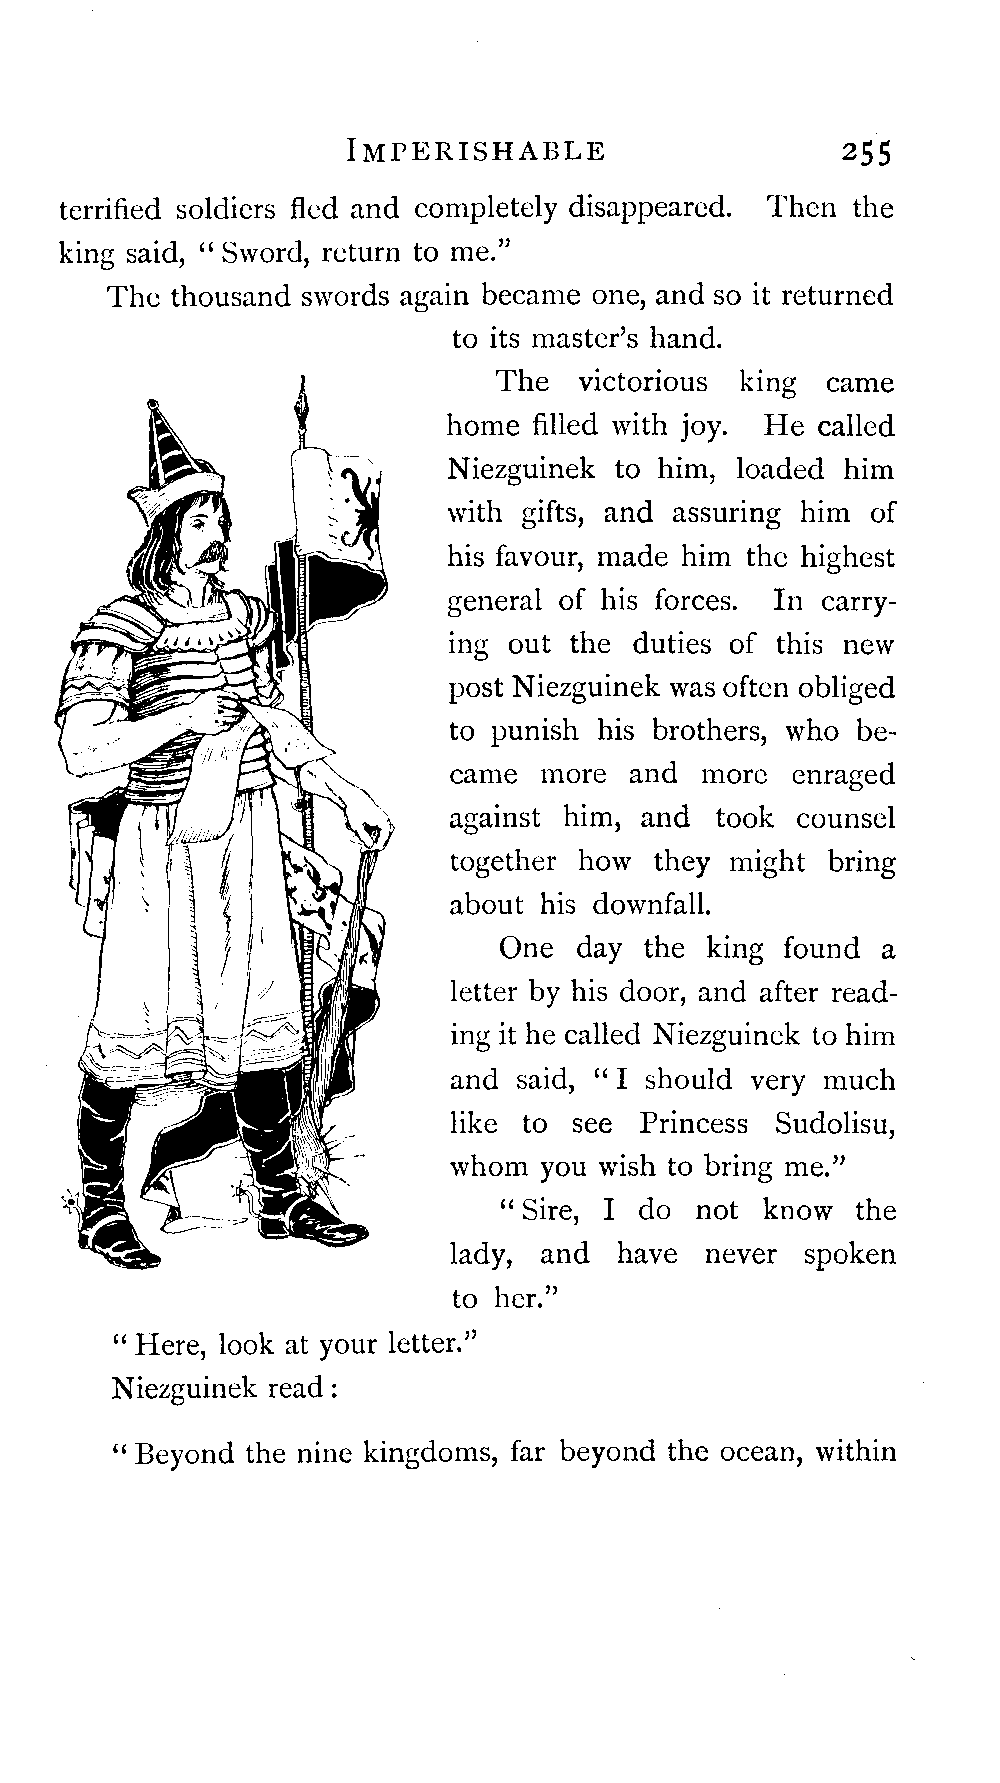 IMPERISHABLE 255
terrified soldiers fled and completely disappeared. Then the
king said, “ Sword, return to me.”
The thousand swords again became one, and so it returned
to its master’s hand.
The victorious king came
home filled with joy. He called
Niezguinek to him, loaded him
with gifts, and assuring him of
his favour, made him the highest
general of his forces. In carry-
ing out the duties of this new
post Niezguinek was often obliged
to punish his brothers, who be-
came more and more enraged
against him, and took counsel
together how they might bring
about his downfall.
One day the king found a
letter by his door, and after read-
ing it he called Niezguinek to him
and said, “ I should very much
like to see Princess Sudolisu,
whom you wish to bring me.”
“ Sire, I do not know the
lady, and have never spoken
to her.”
“ Here, look at your letter.”
Niezguinek read :
“ Beyond the nine kingdoms, far beyond the ocean, within